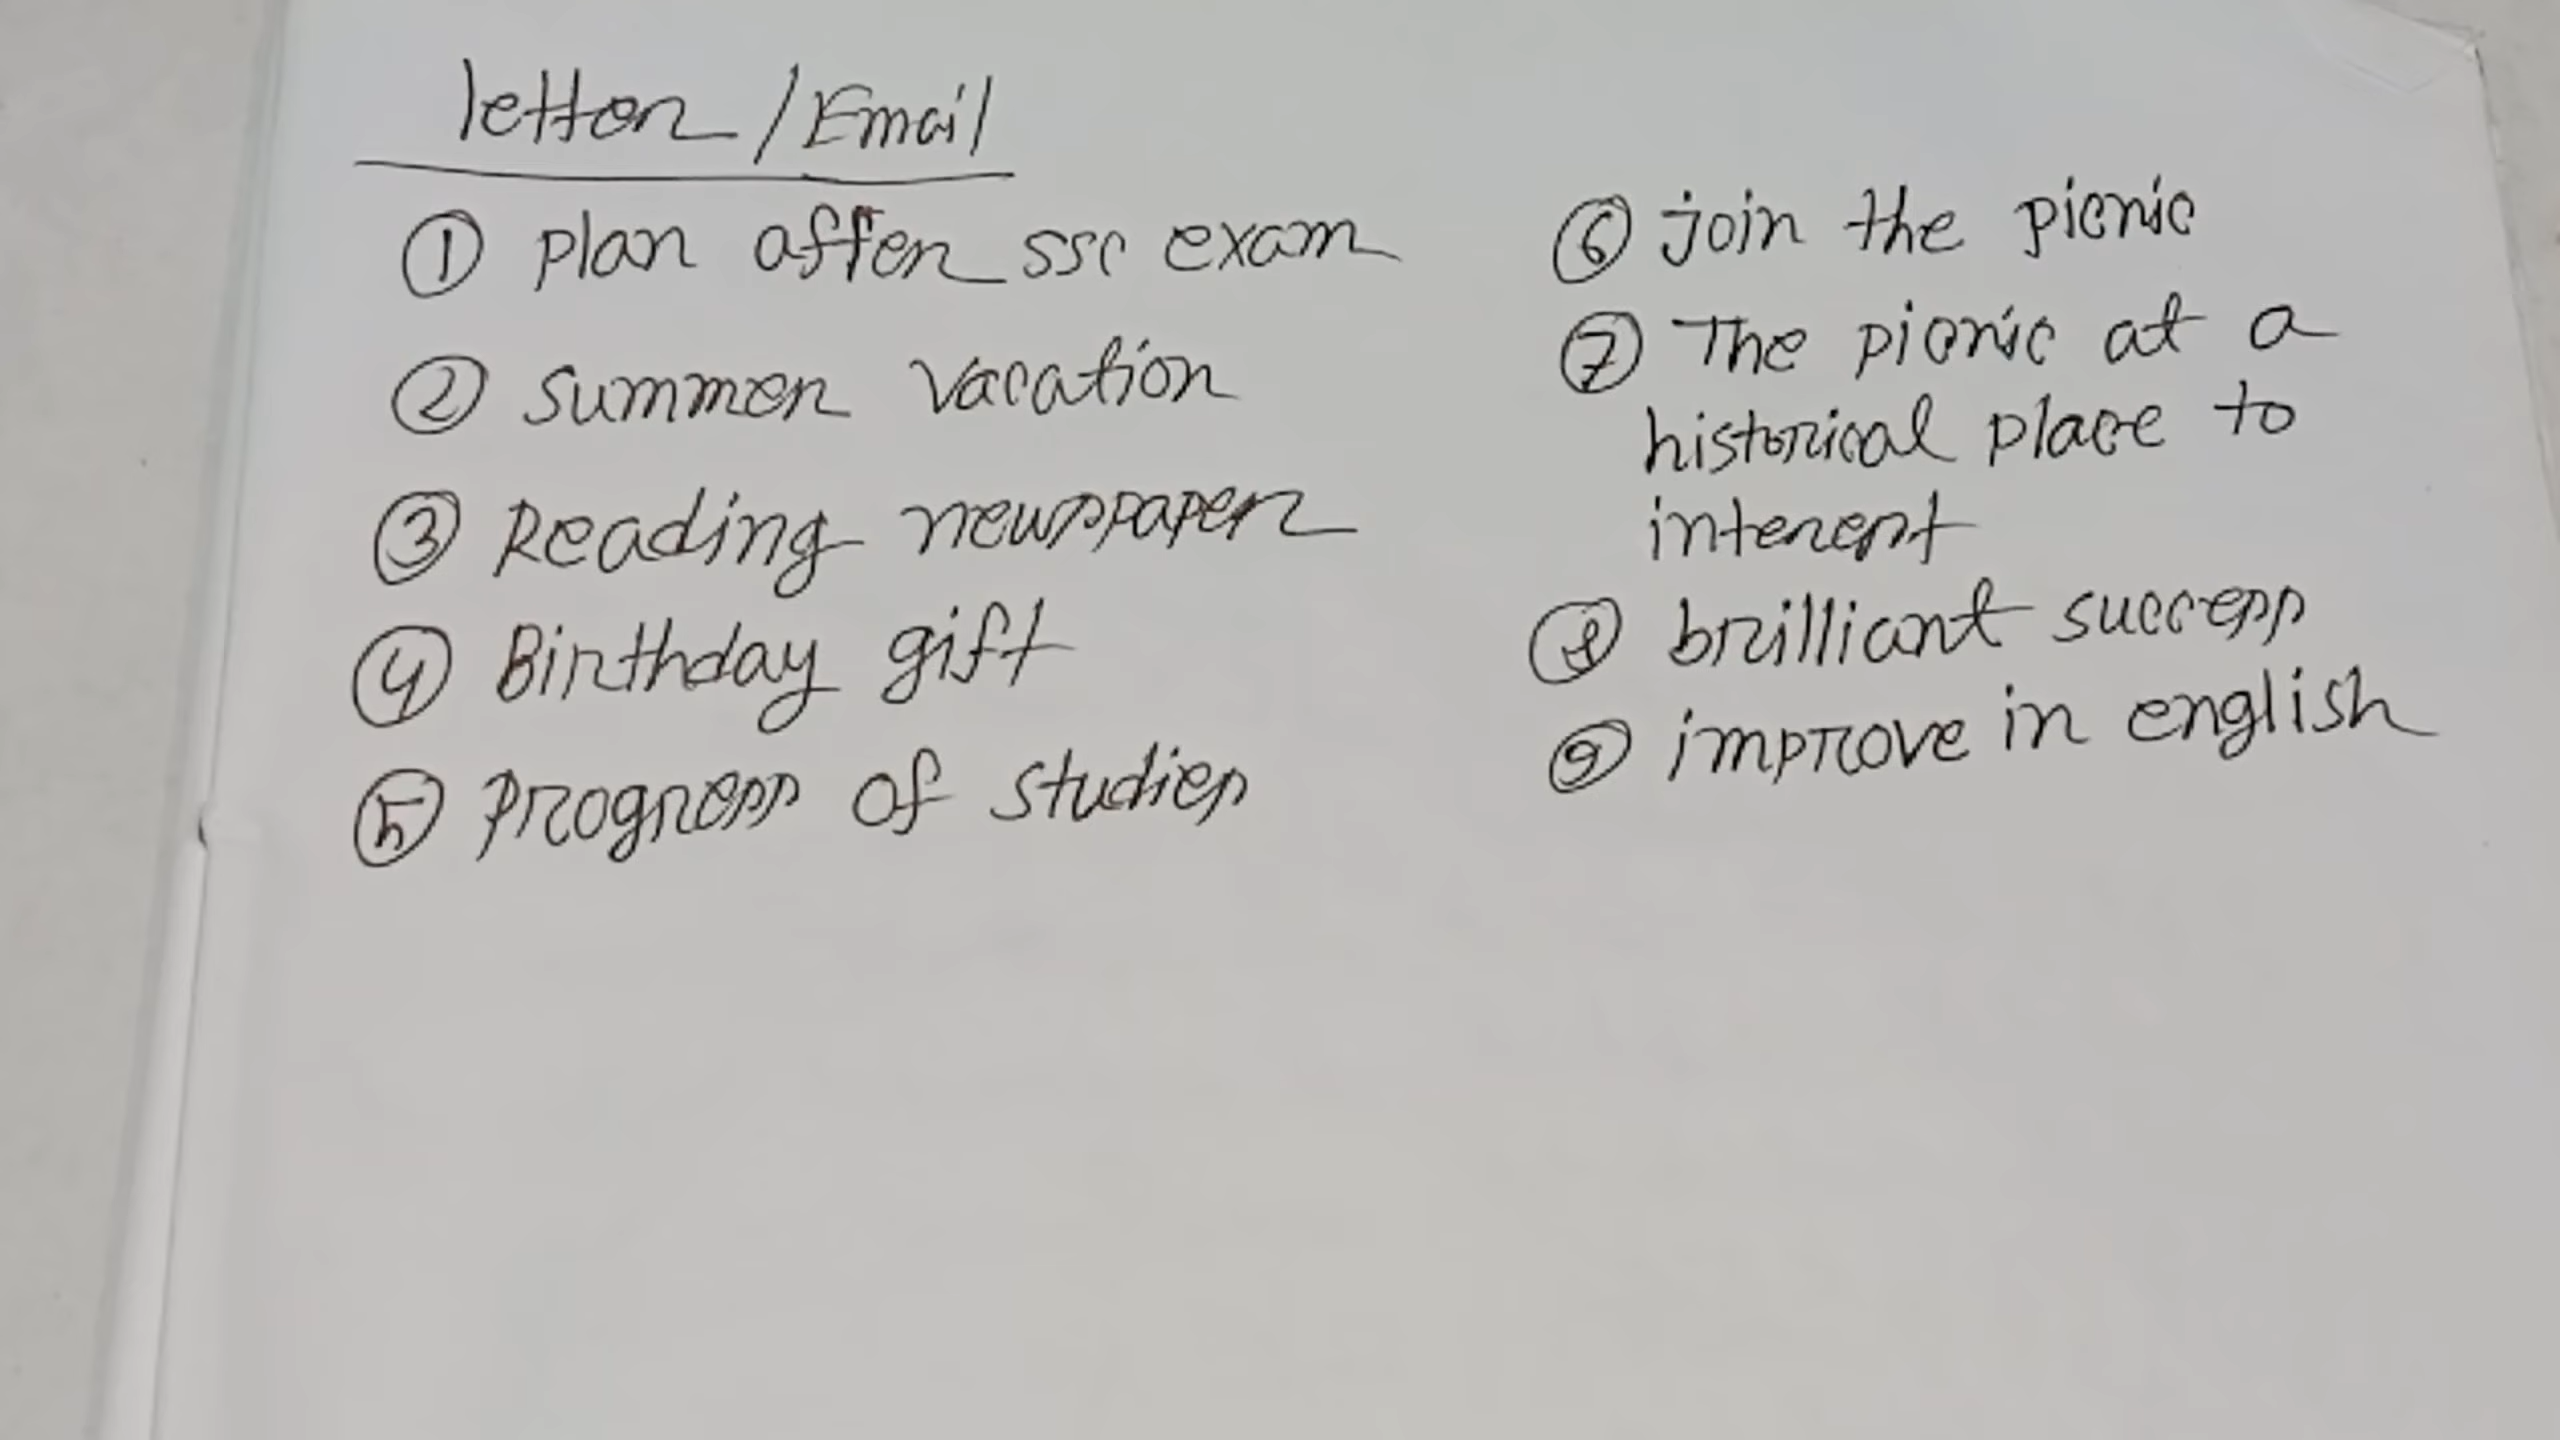 letter / Email
① plan after ssc exam
② summer vacation
③ Reading newspaper
④ Birthday gift
⑤ progress of studies
⑥ join the picnic
⑦ The picnic at a
historical place to
interest
⑧ brilliant success
⑨ improve in english